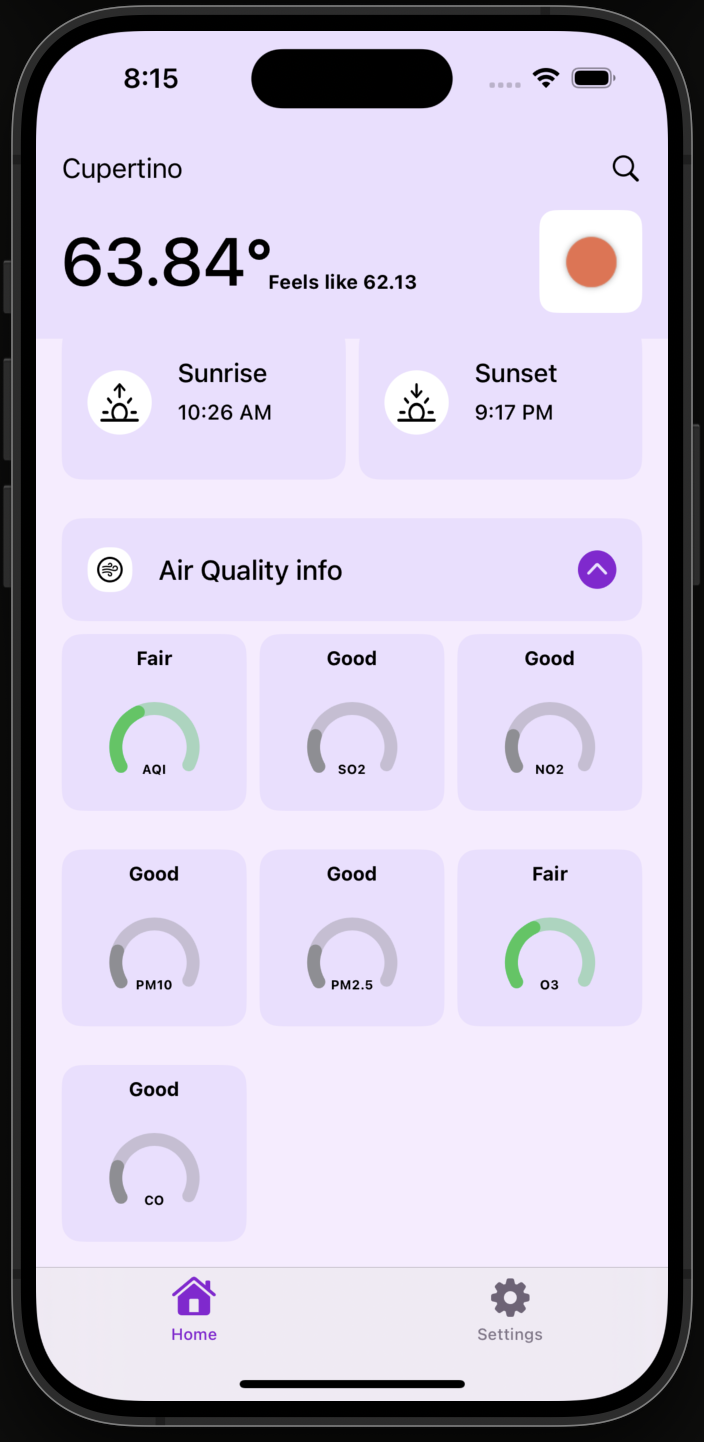 8:15
Cupertino
63.84°
Feels like 62.13
Sunrise
10:26 AM
Sunset
9:17 PM
Air Quality info
Fair
AQI
Good
SO2
Good
NO2
Good
PM10
Good
PM2.5
Fair
O3
Good
CO
Home
Settings